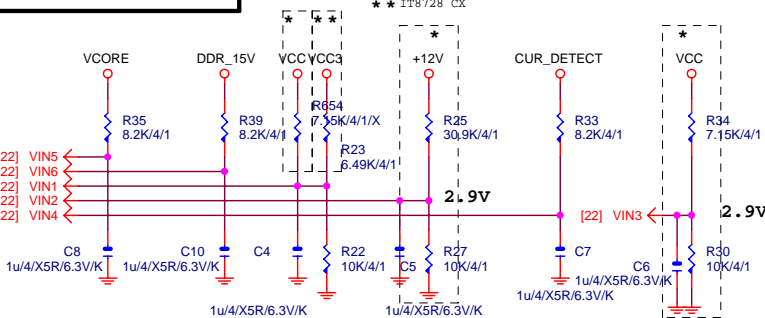 * * IT8728 CX
* * * * *
VCORE DDR_15V VCC VCC3 +12V CUR_DETECT VCC
R35 8.2K/4/1
R39 8.2K/4/1
R654 7.15K/4/1/X
R23 6.49K/4/1
R25 30.9K/4/1
R33 8.2K/4/1
R34 7.15K/4/1
22] VIN5
22] VIN6
22] VIN1
22] VIN2
22] VIN4
2.9V
[22] VIN3
2.9V
C8 1u/4/X5R/6.3V/K
C10 1u/4/X5R/6.3V/K
C4 1u/4/X5R/6.3V/K
R22 10K/4/1
C5 1u/4/X5R/6.3V/K
R27 10K/4/1
C7 1u/4/X5R/6.3V/K
C6 1u/4/X5R/6.3V/K
R30 10K/4/1